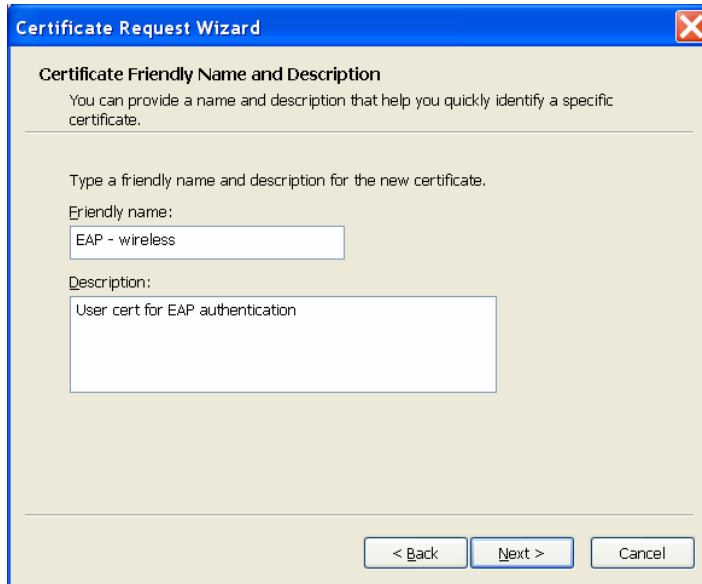 Certificate Request Wizard
Certificate Friendly Name and Description
You can provide a name and description that help you quickly identify a specific
certificate.
Type a friendly name and description for the new certificate.
Friendly name:
EAP - wireless
Description:
User cert for EAP authentication
< Back
Next >
Cancel